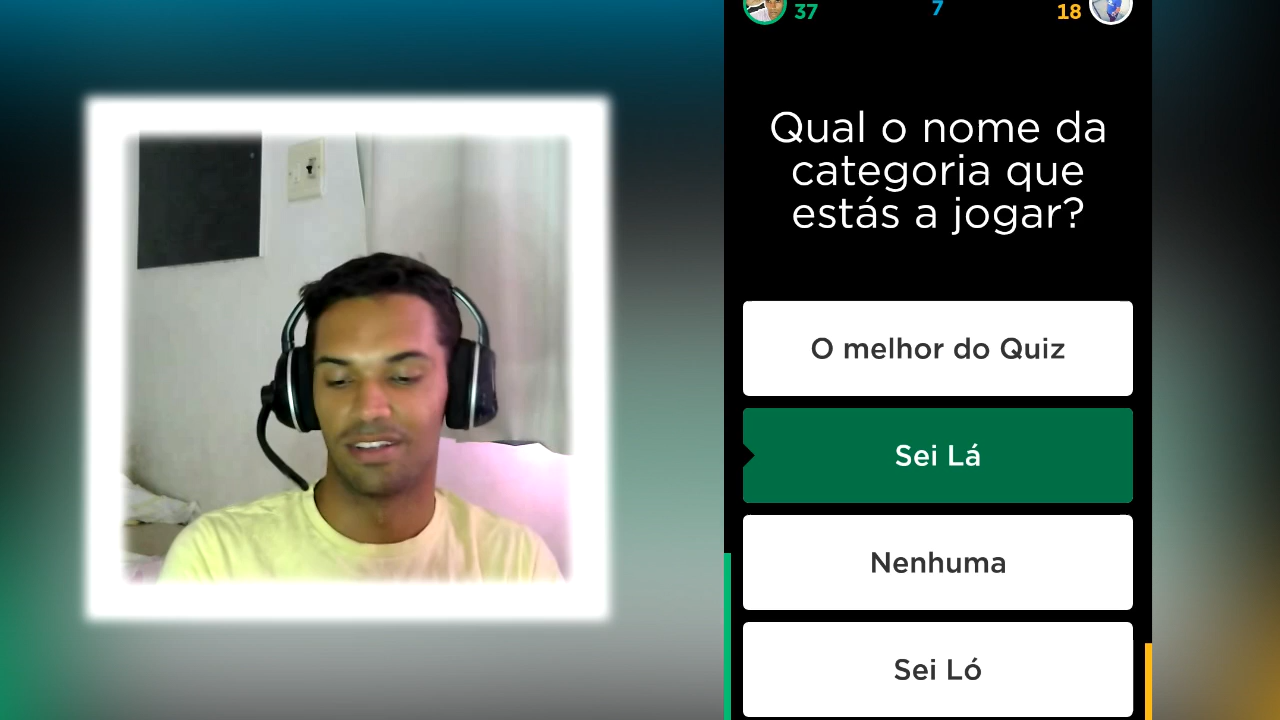 37 7 18
Qual o nome da
categoria que
estás a jogar?
O melhor do Quiz
Sei Lá
Nenhuma
Sei Ló